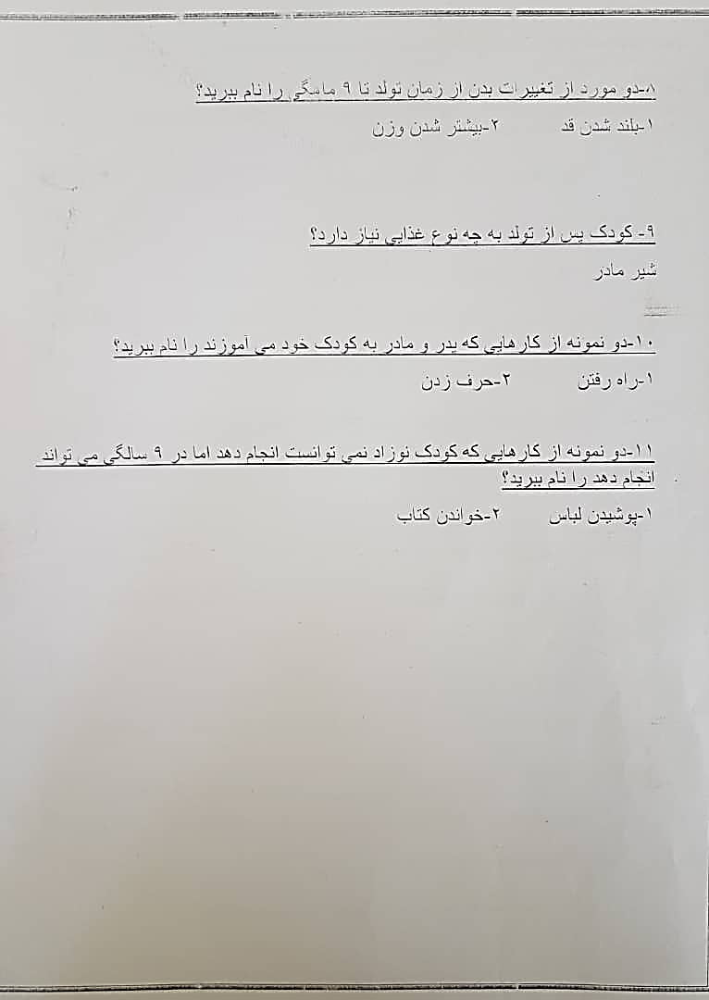 ۸-دو مورد از تغییرات بدن از زمان تولد تا ۹ مامگی را نام ببرید؟
۱-بلند شدن قد ۲-بیشتر شدن وزن
۹- کودک پس از تولد به چه نوع غذایی نیاز دارد؟
شیر مادر
۱۰-دو نمونه از کارهایی که پدر و مادر به کودک خود می آموزند را نام ببرید؟
۱-راه رفتن ۲-حرف زدن
۱۱-دو نمونه از کارهایی که کودک نوزاد نمی توانست انجام دهد اما در ۹ سالگی می تواند
انجام دهد را نام ببرید؟
۱-پوشیدن لباس ۲-خواندن کتاب